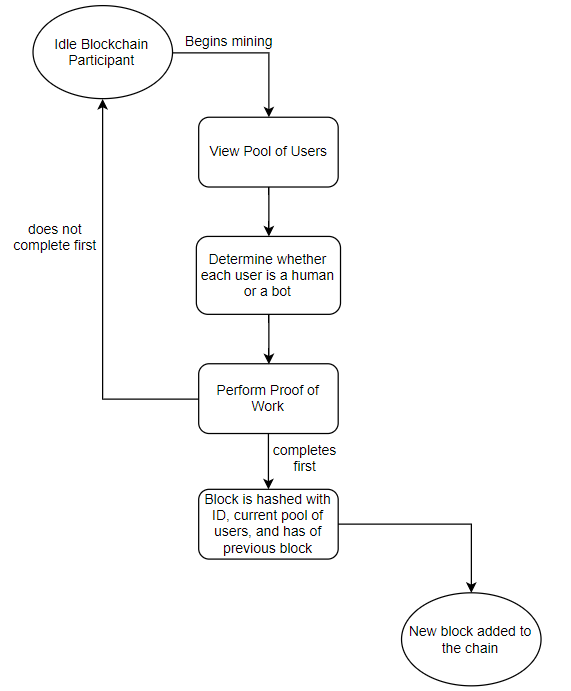 Idle Blockchain
Participant
Begins mining
View Pool of Users
Determine whether
each user is a human
or a bot
does not
complete first
Perform Proof of
Work
completes
first
Block is hashed with
ID, current pool of
users, and has of
previous block
New block added to
the chain